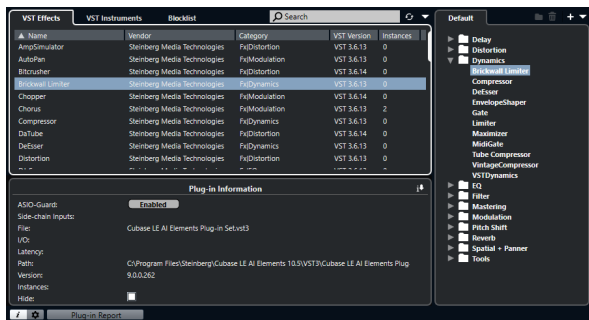 VST Effects VST Instruments Blocklist Search Default
Name Vendor Category VST Version Instances
AmpSimulator Steinberg Media Technologies Fx|Distortion VST 3.6.13 0
AutoPan Steinberg Media Technologies Fx|Modulation VST 3.6.13 0
Bitcrusher Steinberg Media Technologies Fx|Distortion VST 3.6.14 0
Brickwall Limiter Steinberg Media Technologies Fx|Dynamics VST 3.6.13 0
Chopper Steinberg Media Technologies Fx|Modulation VST 3.6.14 0
Chorus Steinberg Media Technologies Fx|Modulation VST 3.6.13 2
Compressor Steinberg Media Technologies Fx|Dynamics VST 3.6.13 0
DaTube Steinberg Media Technologies Fx|Distortion VST 3.6.14 0
DeEsser Steinberg Media Technologies Fx|Dynamics VST 3.6.13 0
Distortion Steinberg Media Technologies Fx|Distortion VST 3.6.13 0
Plug-in Information
ASIO-Guard: Enabled
Side-chain Inputs:
File: Cubase LE AI Elements Plug-in Set.vst3
I/O:
Latency:
Path: C:\Program Files\Steinberg\Cubase LE AI Elements 10.5\VST3\Cubase LE AI Elements Plug
Version: 9.0.0.262
Instances:
Hide:
i Plug-in Report
Delay
Distortion
Dynamics
Brickwall Limiter
Compressor
DeEsser
EnvelopeShaper
Gate
Limiter
Maximizer
MidiGate
Tube Compressor
VintageCompressor
VSTDynamics
EQ
Filter
Mastering
Modulation
Pitch Shift
Reverb
Spatial + Panner
Tools